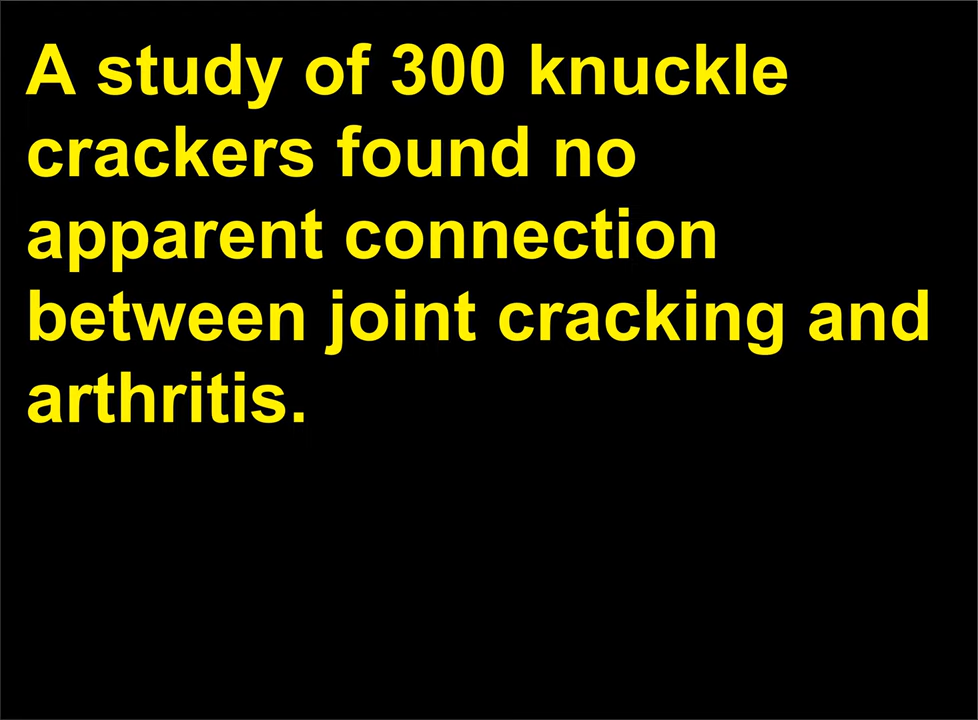 A study of 300 knuckle
crackers found no
apparent connection
between joint cracking and
arthritis.